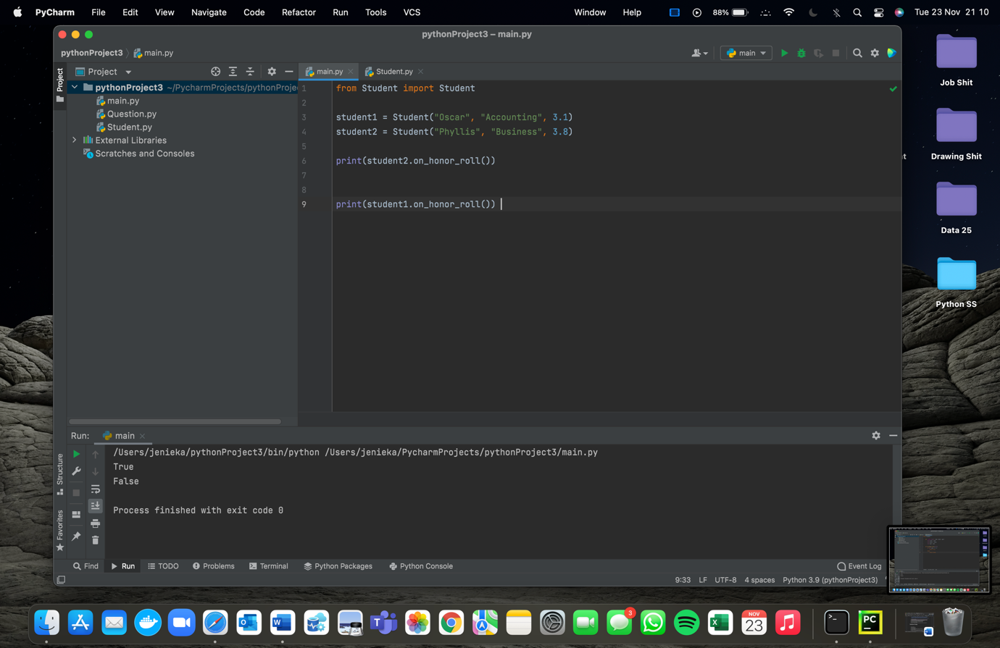 PyCharm File Edit View Navigate Code Refactor Run Tools VCS Window Help 88% Tue 23 Nov 21 10
pythonProject3 – main.py
pythonProject3 main.py main
Project main.py Student.py
Project
pythonProject3 ~/PycharmProjects/pythonProje
main.py
Question.py
Student.py
External Libraries
Scratches and Consoles
1 from Student import Student
2
3 student1 = Student("Oscar", "Accounting", 3.1)
4 student2 = Student("Phyllis", "Business", 3.8)
5
6 print(student2.on_honor_roll())
7
8
9 print(student1.on_honor_roll())
Job Shit
nt
Drawing Shit
Data 25
Python SS
Run: main
/Users/jenieka/pythonProject3/bin/python /Users/jenieka/PycharmProjects/pythonProject3/main.py
True
False
Process finished with exit code 0
Structure
Favorites
Find Run TODO Problems Terminal Python Packages Python Console Event Log
9:33 LF UTF-8 4 spaces Python 3.9 (pythonProject3)
3
NOV
23
PC